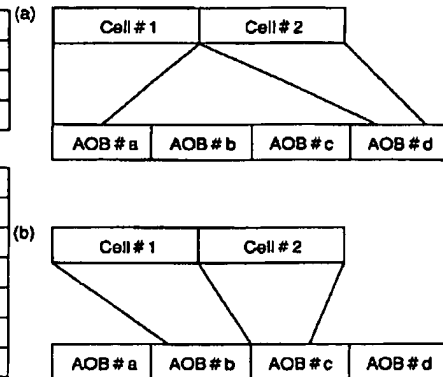 (a)
Cell # 1 Cell # 2
AOB # a AOB # b AOB # c AOB # d
(b)
Cell # 1 Cell # 2
AOB # a AOB # b AOB # c AOB # d